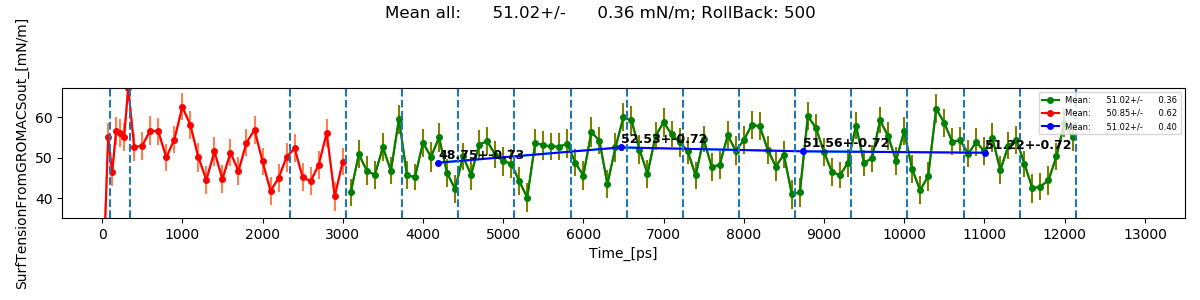 Mean all: 51.02+/- 0.36 mN/m; RollBack: 500
SurfTensionFromGROMACSout_[mN/m]
60
50
40
Mean: 51.02+/- 0.36
Mean: 50.85+/- 0.62
Mean: 51.02+/- 0.40
48.75+-0.73
52.53+-0.72
51.56+-0.72
51.22+-0.72
0 1000 2000 3000 4000 5000 6000 7000 8000 9000 10000 11000 12000 13000
Time_[ps]